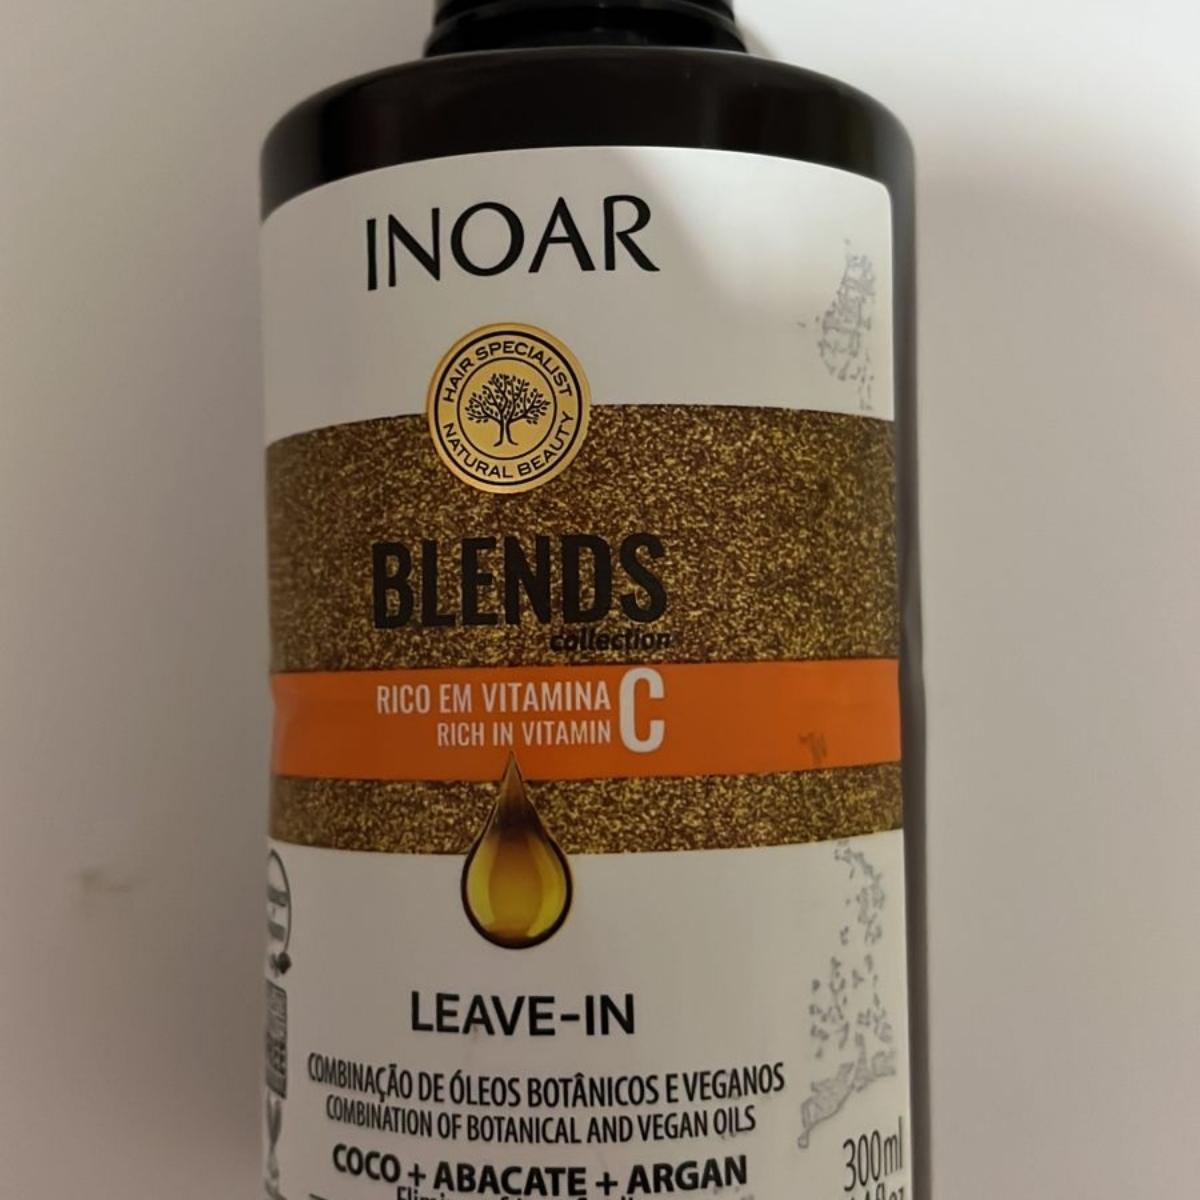 INOAR
HAIR SPECIALIST
NATURAL BEAUTY
BLENDS
collection
RICO EM VITAMINA C
RICH IN VITAMIN
LEAVE-IN
COMBINAÇÃO DE ÓLEOS BOTÂNICOS E VEGANOS
COMBINATION OF BOTANICAL AND VEGAN OILS
COCO + ABACATE + ARGAN
300ml